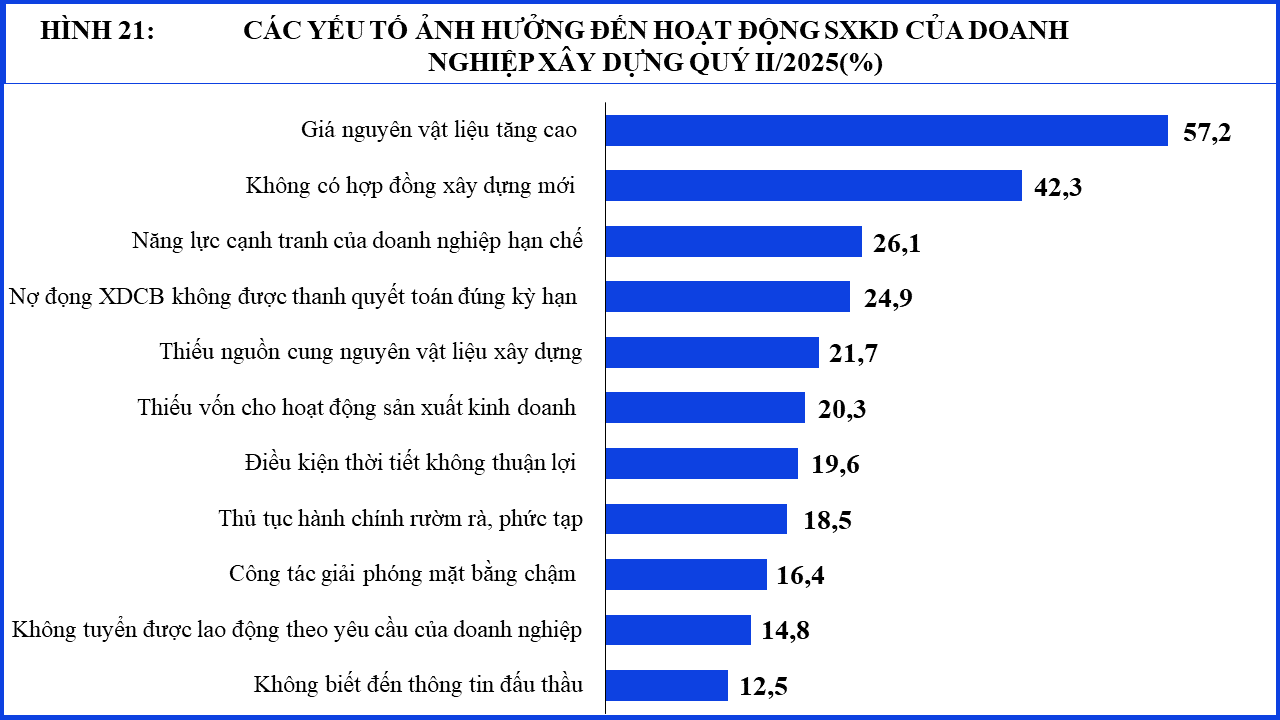 HÌNH 21: CÁC YẾU TỐ ẢNH HƯỞNG ĐẾN HOẠT ĐỘNG SXKD CỦA DOANH
NGHIỆP XÂY DỰNG QUÝ II/2025(%)
Giá nguyên vật liệu tăng cao 57,2
Không có hợp đồng xây dựng mới 42,3
Năng lực cạnh tranh của doanh nghiệp hạn chế 26,1
Nợ đọng XDCB không được thanh quyết toán đúng kỳ hạn 24,9
Thiếu nguồn cung nguyên vật liệu xây dựng 21,7
Thiếu vốn cho hoạt động sản xuất kinh doanh 20,3
Điều kiện thời tiết không thuận lợi 19,6
Thủ tục hành chính rườm rà, phức tạp 18,5
Công tác giải phóng mặt bằng chậm 16,4
Không tuyển được lao động theo yêu cầu của doanh nghiệp 14,8
Không biết đến thông tin đấu thầu 12,5